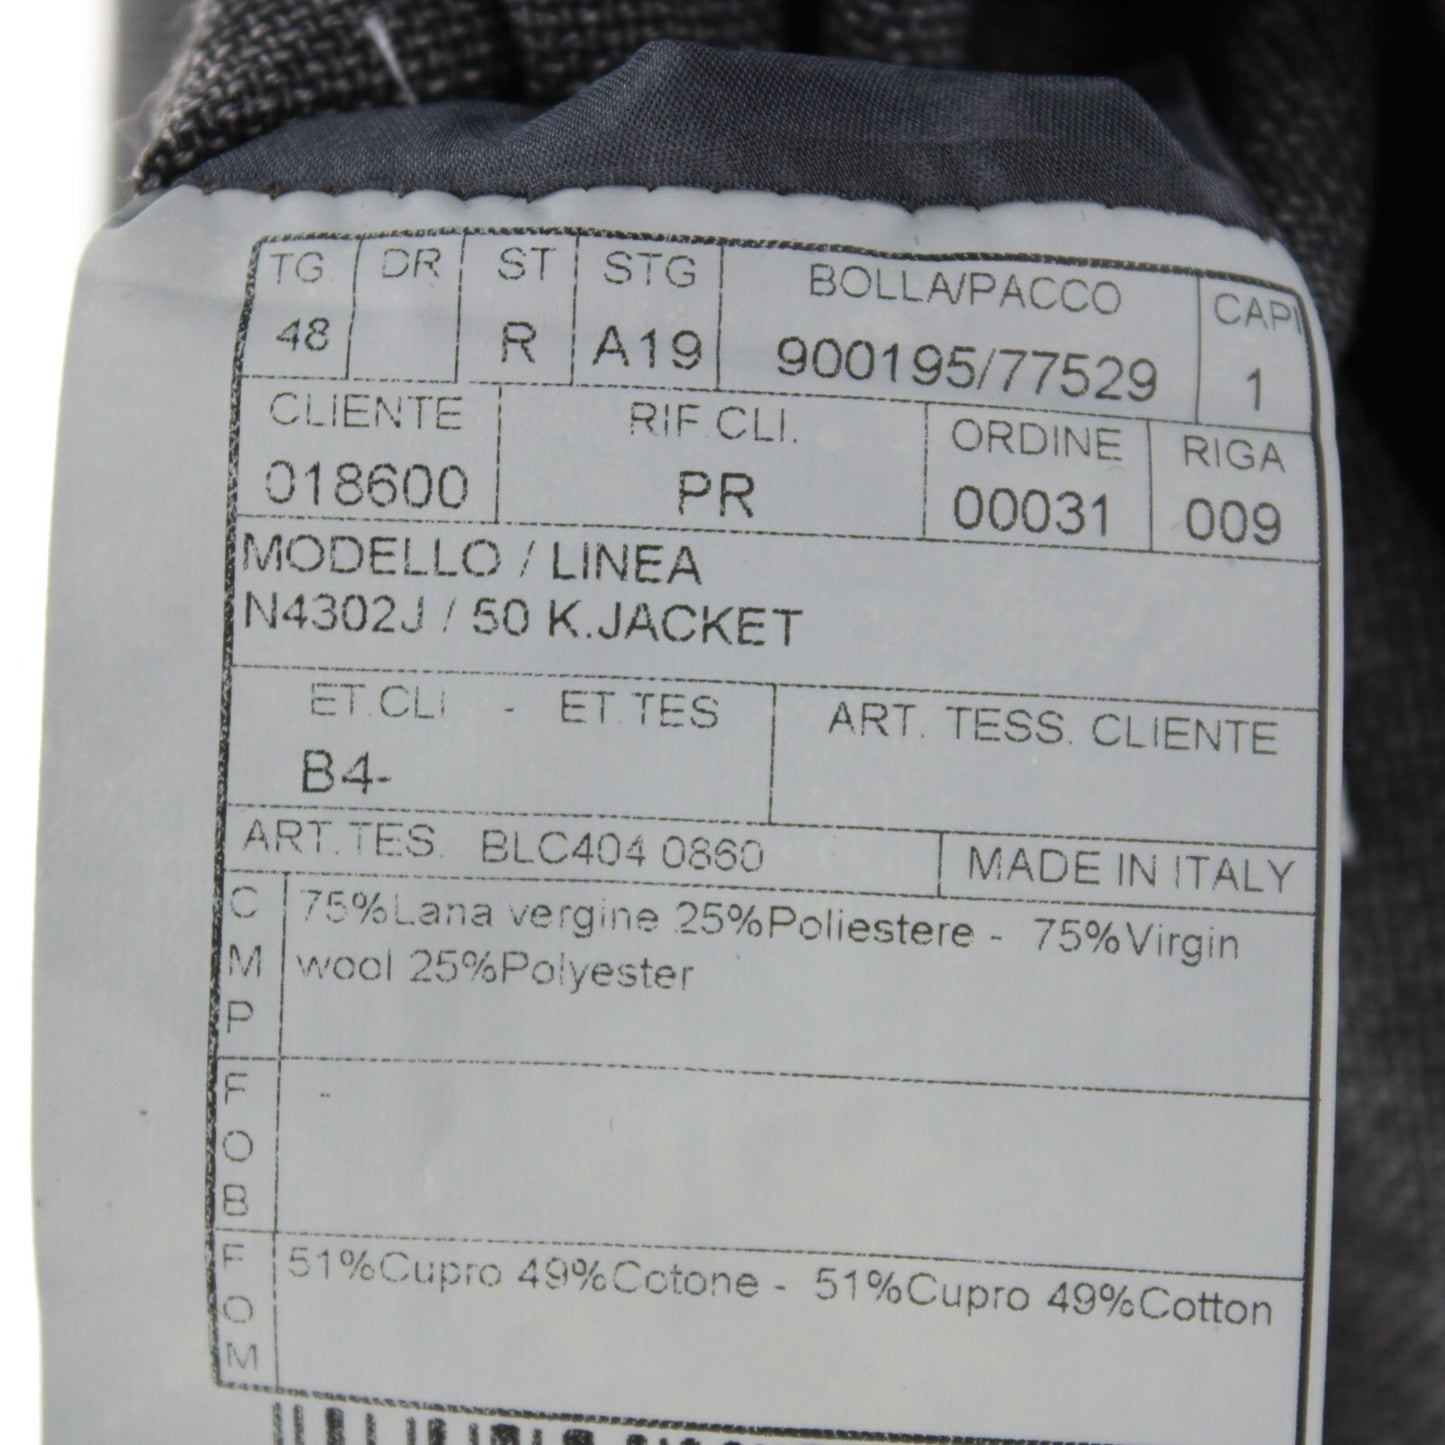 TG. DR ST STG BOLLA/PACCO CAPI
48 R A19 900195/77529 1
CLIENTE RIF.CLI. ORDINE RIGA
018600 PR 00031 009
MODELLO / LINEA
N4302J / 50 K.JACKET
ET.CLI - ET.TES ART. TESS. CLIENTE
B4-
ART.TES. BLC404 0860 MADE IN ITALY
CMP 75%Lana vergine 25%Poliestere - 75%Virgin
wool 25%Polyester
FOB -
FOM 51%Cupro 49%Cotone - 51%Cupro 49%Cotton